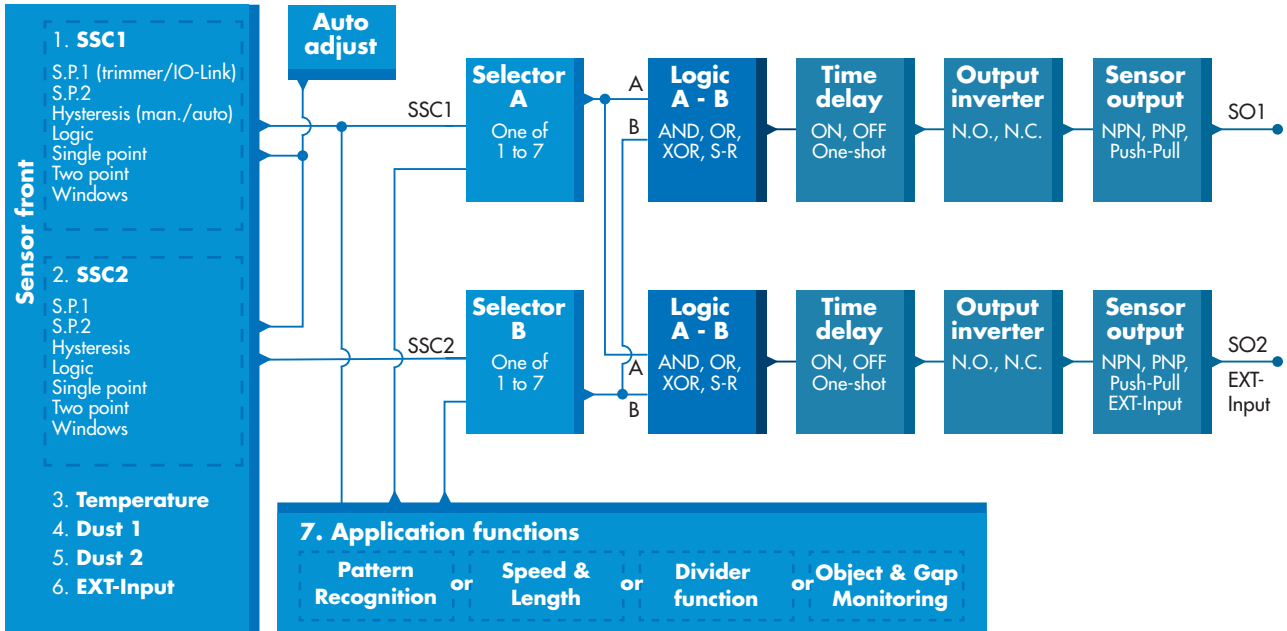 Sensor front
1. SSC1
S.P.1 (trimmer/IO-Link)
S.P.2
Hysteresis (man./auto)
Logic
Single point
Two point
Windows
2. SSC2
S.P.1
S.P.2
Hysteresis
Logic
Single point
Two point
Windows
3. Temperature
4. Dust 1
5. Dust 2
6. EXT-Input
Auto
adjust
SSC1
Selector
A
One of
1 to 7
A
B
Logic
A - B
AND, OR,
XOR, S-R
Time
delay
ON, OFF
One-shot
Output
inverter
N.O., N.C.
Sensor
output
NPN, PNP,
Push-Pull
SO1
SSC2
Selector
B
One of
1 to 7
A
B
Logic
A - B
AND, OR,
XOR, S-R
Time
delay
ON, OFF
One-shot
Output
inverter
N.O., N.C.
Sensor
output
NPN, PNP,
Push-Pull
EXT-Input
SO2
EXT-
Input
7. Application functions
Pattern
Recognition
or
Speed &
Length
or
Divider
function
or
Object & Gap
Monitoring